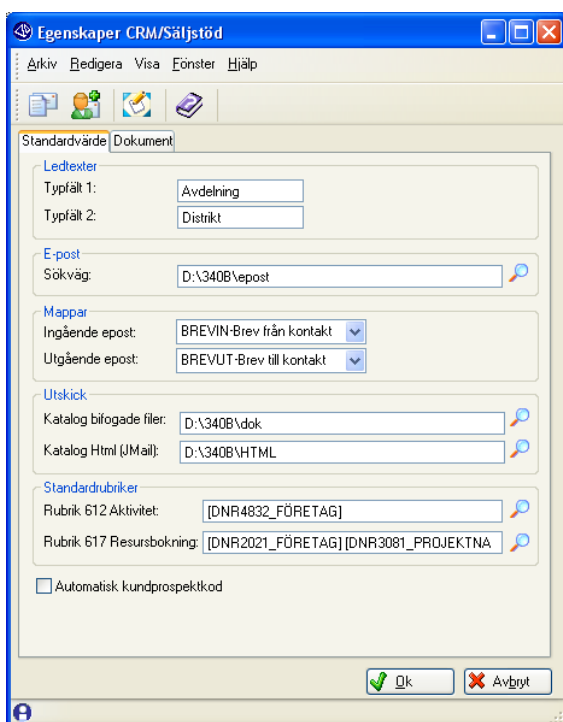 Egenskaper CRM/Säljstöd
Arkiv Redigera Visa Fönster Hjälp
Standardvärde Dokument
Ledtexter
Typfält 1: Avdelning
Typfält 2: Distrikt
E-post
Sökväg: D:\340B\epost
Mappar
Ingående epost: BREVIN-Brev från kontakt
Utgående epost: BREVUT-Brev till kontakt
Utskick
Katalog bifogade filer: D:\340B\dok
Katalog Html (JMail): D:\340B\HTML
Standardrubriker
Rubrik 612 Aktivitet: [DNR4832_FÖRETAG]
Rubrik 617 Resursbokning: [DNR2021_FÖRETAG] [DNR3081_PROJEKTNA
Automatisk kundprospektkod
Ok Avbryt